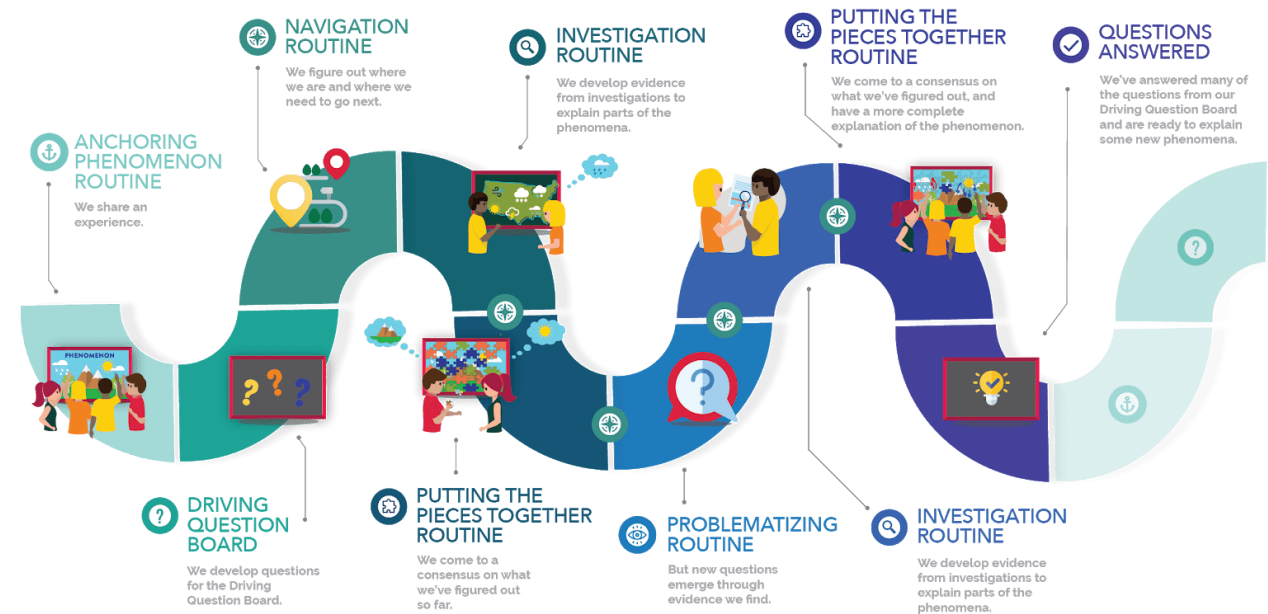 ANCHORING
PHENOMENON
ROUTINE
We share an
experience.
PHENOMENON
DRIVING
QUESTION
BOARD
We develop questions
for the Driving
Question Board.
NAVIGATION
ROUTINE
We figure out where
we are and where we
need to go next.
INVESTIGATION
ROUTINE
We develop evidence
from investigations to
explain parts of the
phenomena.
PUTTING THE
PIECES TOGETHER
ROUTINE
We come to a
consensus on what
we've figured out
so far.
PROBLEMATIZING
ROUTINE
But new questions
emerge through
evidence we find.
INVESTIGATION
ROUTINE
We develop evidence
from investigations to
explain parts of the
phenomena.
PUTTING THE
PIECES TOGETHER
ROUTINE
We come to a consensus on
what we've figured out, and
have a more complete
explanation of the phenomenon.
QUESTIONS
ANSWERED
We've answered many of
the questions from our
Driving Question Board
and are ready to explain
some new phenomena.